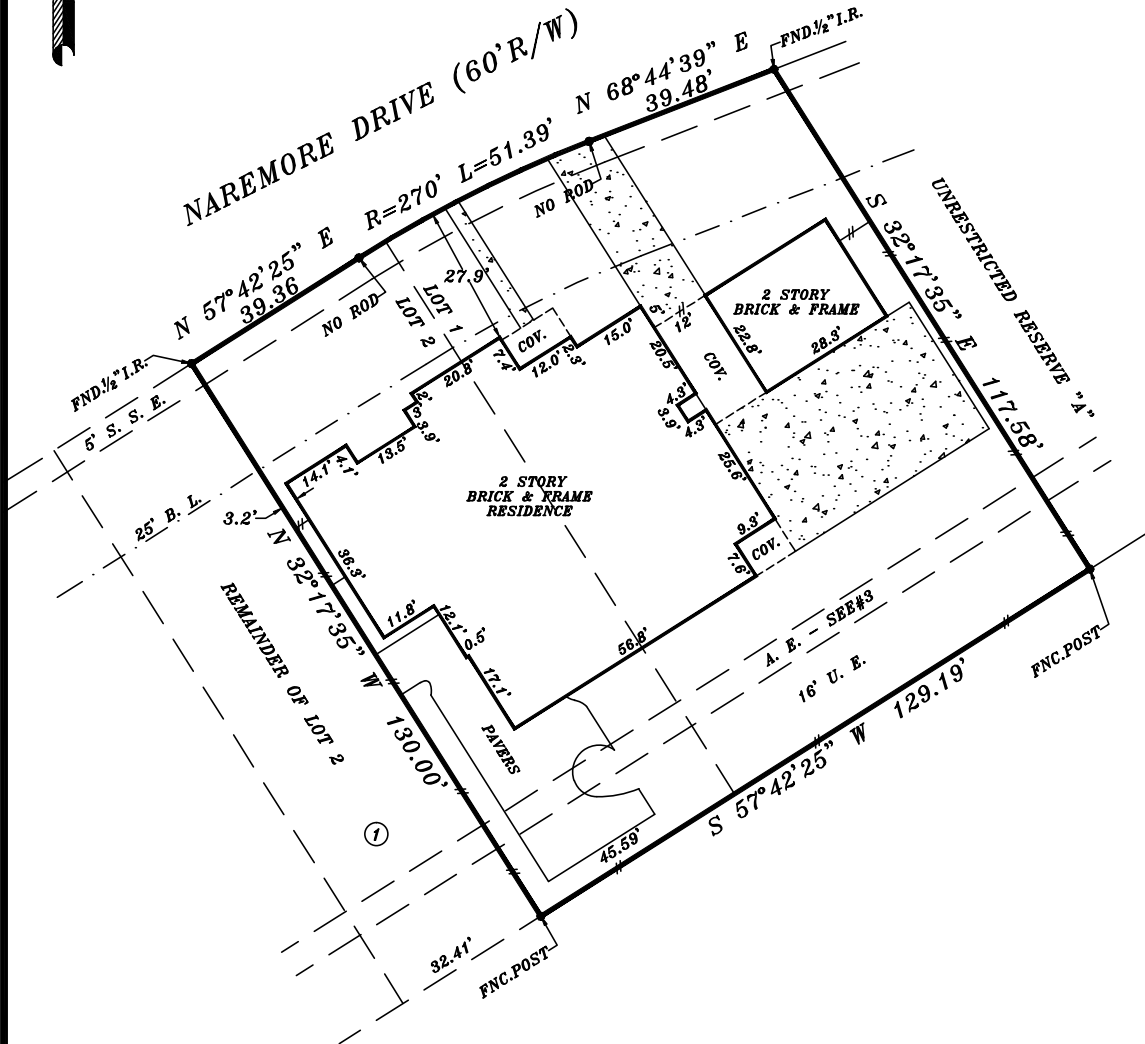 NAREMORE DRIVE (60'R/W)
FND.½"I.R.
N 68°44'39" E
39.48'
R=270' L=51.39'
NO ROD
N 57°42'25" E
39.36
NO ROD
FND.½"I.R.
5' S. S. E.
25' B. L.
LOT 1
LOT 2
27.9'
COV.
7.4'
12.0'
2.3'
15.0'
5'
12'
20.5'
COV.
2 STORY
BRICK & FRAME
22.8'
28.3'
S 32°17'35" E 117.58'
UNRESTRICTED RESERVE "A"
20.8'
2'
3'
3.9'
13.5'
4.1'
14.1'
3.2'
4.3'
3.9'
4.3'
25.6'
2 STORY
BRICK & FRAME
RESIDENCE
9.3'
COV.
7.6'
36.3'
11.8'
12.1'
0.5'
17.1'
56.8'
N 32°17'35" W 130.00'
REMAINDER OF LOT 2
PAVERS
A. E. - SEE#3
16' U. E.
FNC.POST
S 57°42'25" W 129.19'
1
45.59'
32.41'
FNC.POST